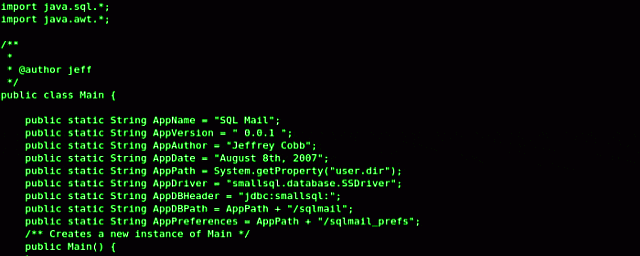 import java.sql.*;
import java.awt.*;
/**
*
* @author jeff
*/
public class Main {
public static String AppName = "SQL Mail";
public static String AppVersion = " 0.0.1 ";
public static String AppAuthor = "Jeffrey Cobb";
public static String AppDate = "August 8th, 2007";
public static String AppPath = System.getProperty("user.dir");
public static String AppDriver = "smallsql.database.SSDriver";
public static String AppDBHeader = "jdbc:smallsql:";
public static String AppDBPath = AppPath + "/sqlmail";
public static String AppPreferences = AppPath + "/sqlmail_prefs";
/** Creates a new instance of Main */
public Main() {